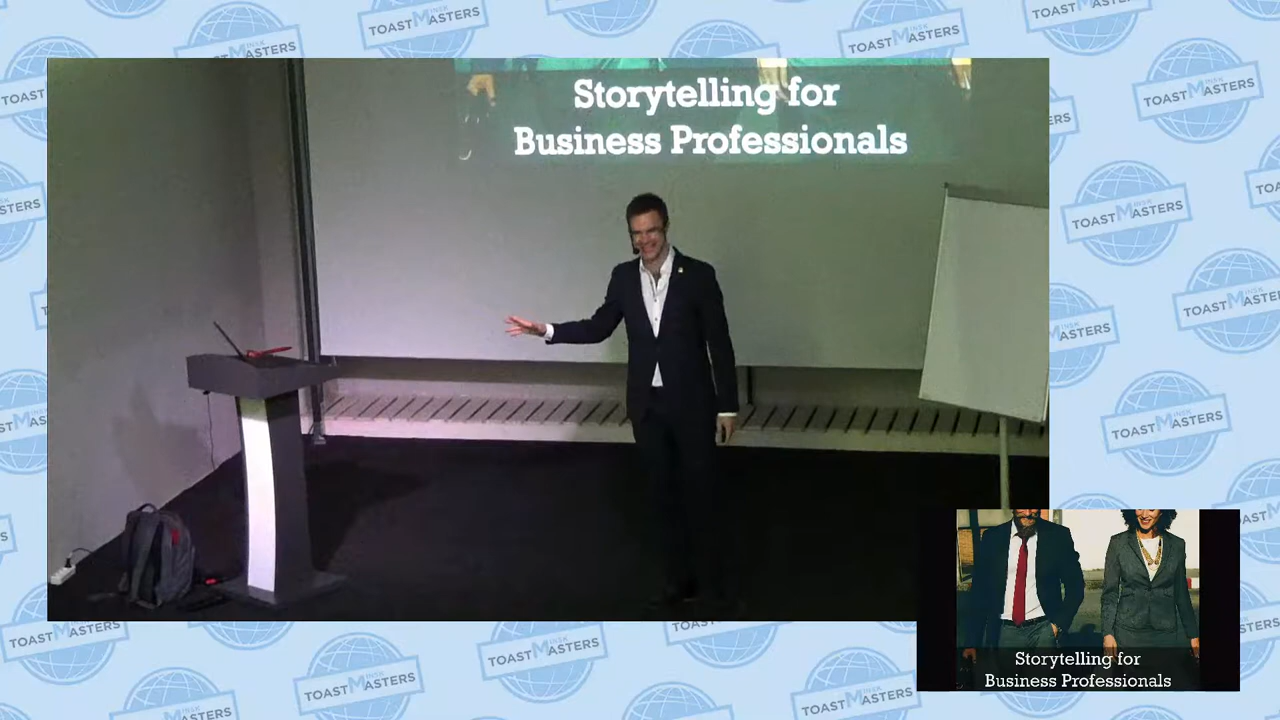 Storytelling for
Business Professionals
Storytelling for
Business Professionals
MINSK
TOASTMASTERS